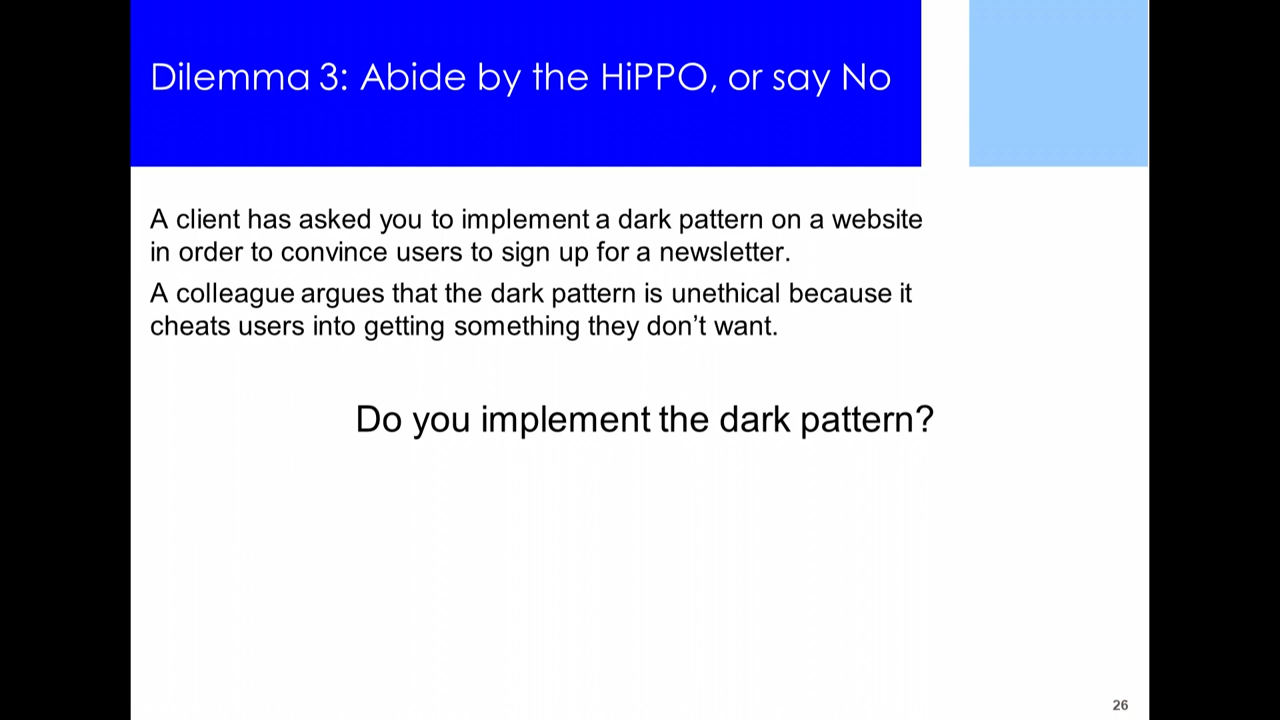 Dilemma 3: Abide by the HiPPO, or say No
A client has asked you to implement a dark pattern on a website
in order to convince users to sign up for a newsletter.
A colleague argues that the dark pattern is unethical because it
cheats users into getting something they don’t want.
Do you implement the dark pattern?
26